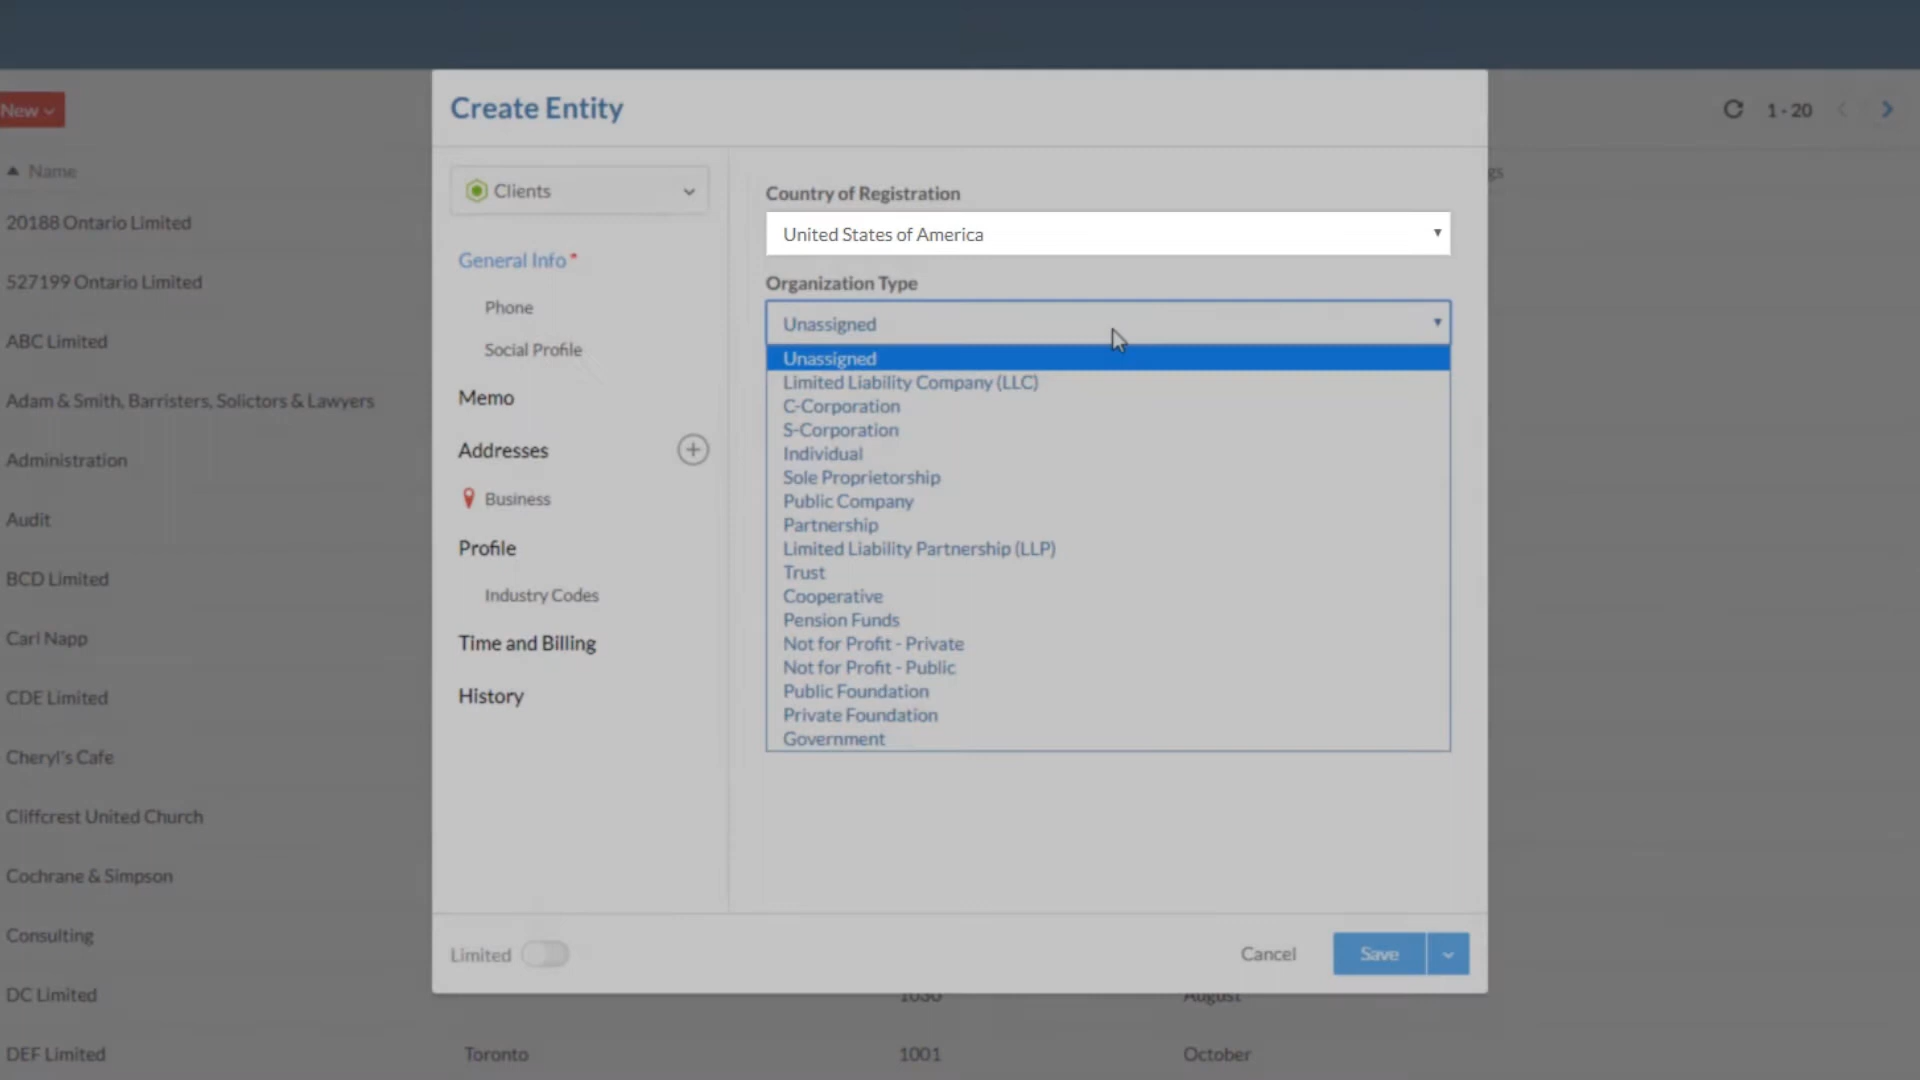 New
1 - 20
Name
gs
20188 Ontario Limited
527199 Ontario Limited
ABC Limited
Adam & Smith, Barristers, Solictors & Lawyers
Administration
Audit
BCD Limited
Carl Napp
CDE Limited
Cheryl's Cafe
Cliffcrest United Church
Cochrane & Simpson
Consulting
DC Limited
1030
August
DEF Limited
Toronto
1001
October
Create Entity
Clients
General Info *
Phone
Social Profile
Memo
Addresses
Business
Profile
Industry Codes
Time and Billing
History
Country of Registration
United States of America
Organization Type
Unassigned
Unassigned
Limited Liability Company (LLC)
C-Corporation
S-Corporation
Individual
Sole Proprietorship
Public Company
Partnership
Limited Liability Partnership (LLP)
Trust
Cooperative
Pension Funds
Not for Profit - Private
Not for Profit - Public
Public Foundation
Private Foundation
Government
Limited
Cancel
Save